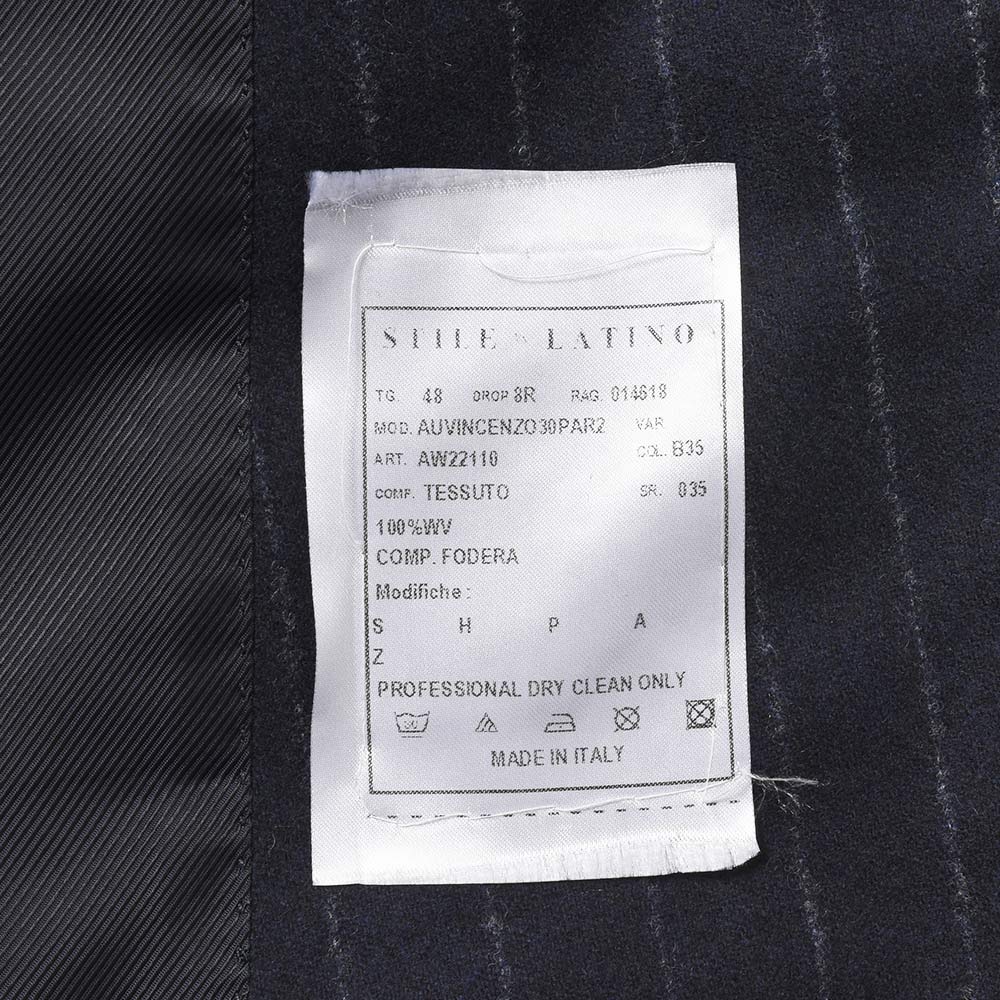 STILE LATINO
TG. 48 DROP 8R RAG. 014618
MOD. AUVINCENZO30PAR2 VAR
ART. AW22110 COL. B35
COMP. TESSUTO SR. 035
100%WV
COMP. FODERA
Modifiche:
S H P A
Z
PROFESSIONAL DRY CLEAN ONLY
MADE IN ITALY